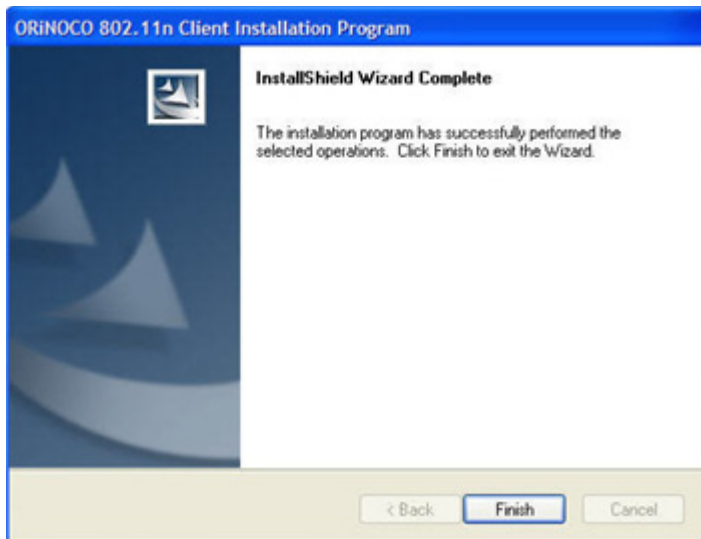 ORiNOCO 802.11n Client Installation Program
InstallShield Wizard Complete
The installation program has successfully performed the
selected operations. Click Finish to exit the Wizard.
< Back Finish Cancel